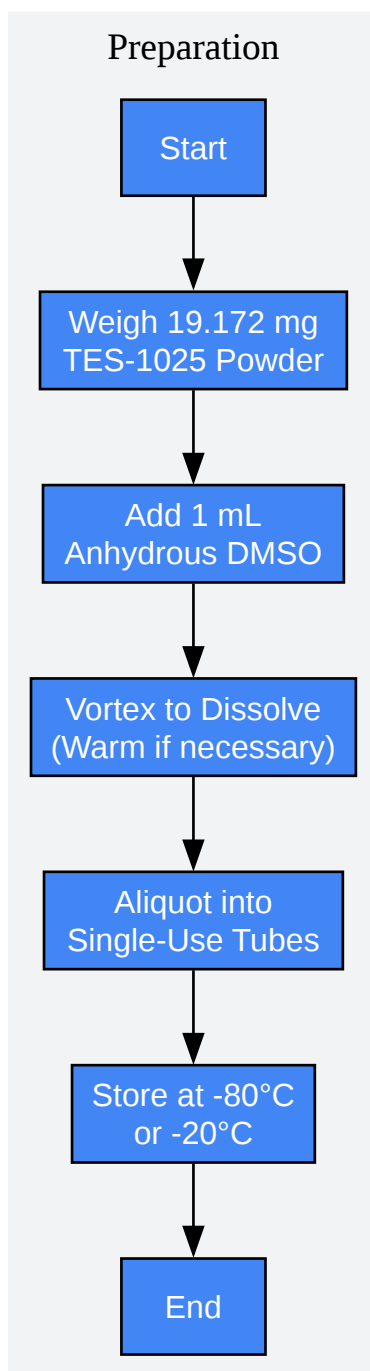 Preparation
Start
Weigh 19.172 mg
TES-1025 Powder
Add 1 mL
Anhydrous DMSO
Vortex to Dissolve
(Warm if necessary)
Aliquot into
Single-Use Tubes
Store at -80°C
or -20°C
End